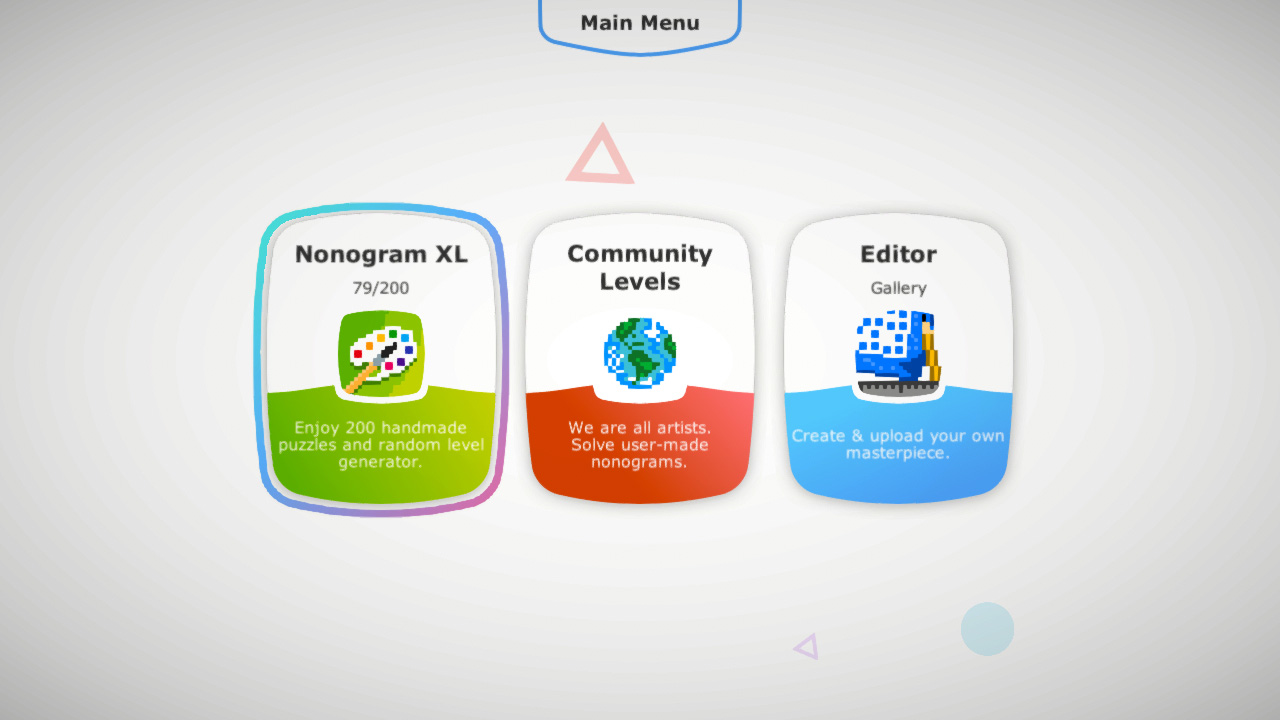 Main Menu
Nonogram XL
79/200
Enjoy 200 handmade
puzzles and random level
generator.
Community
Levels
We are all artists.
Solve user-made
nonograms.
Editor
Gallery
Create & upload your own
masterpiece.